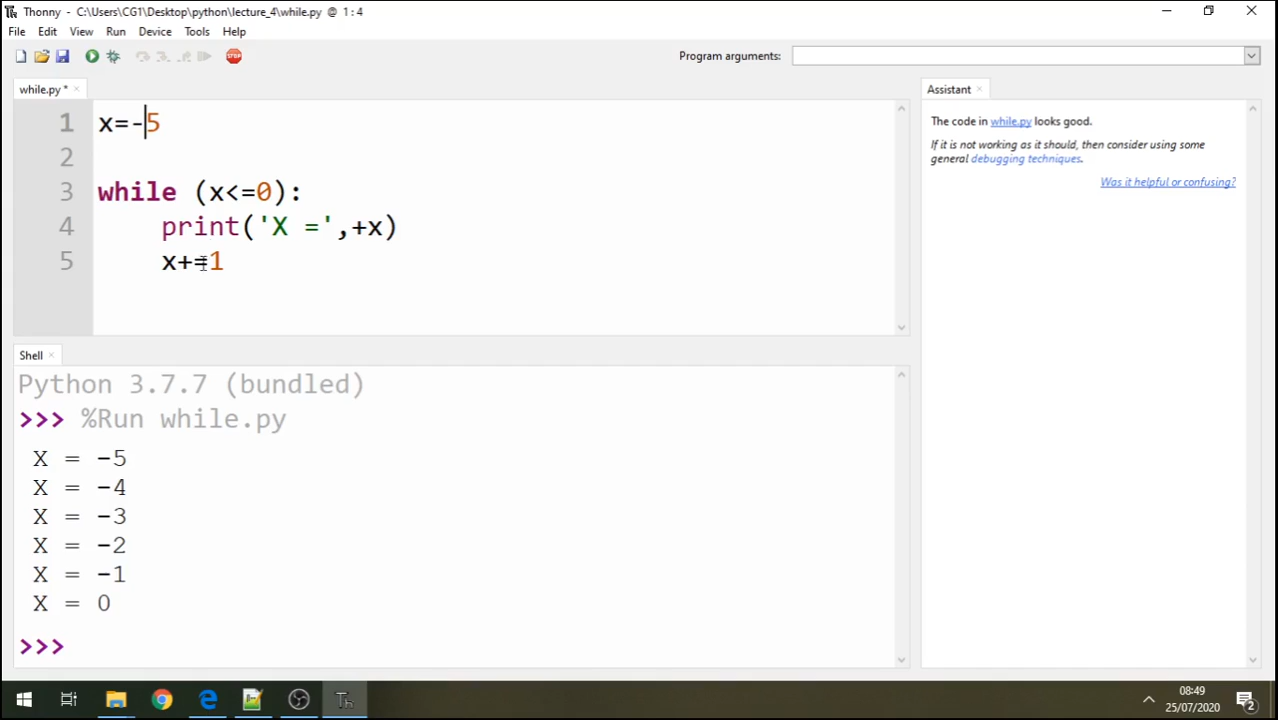 Thonny - C:\Users\CG1\Desktop\python\lecture_4\while.py @ 1 : 4
File Edit View Run Device Tools Help
STOP
Program arguments:
while.py * ×
1 x=-5
2
3 while (x<=0):
4 print('X =',+x)
5 x+=1
Assistant ×
The code in while.py looks good.
If it is not working as it should, then consider using some
general debugging techniques.
Was it helpful or confusing?
Shell ×
Python 3.7.7 (bundled)
>>> %Run while.py
X = -5
X = -4
X = -3
X = -2
X = -1
X = 0
>>>
Th
08:49
25/07/2020
2